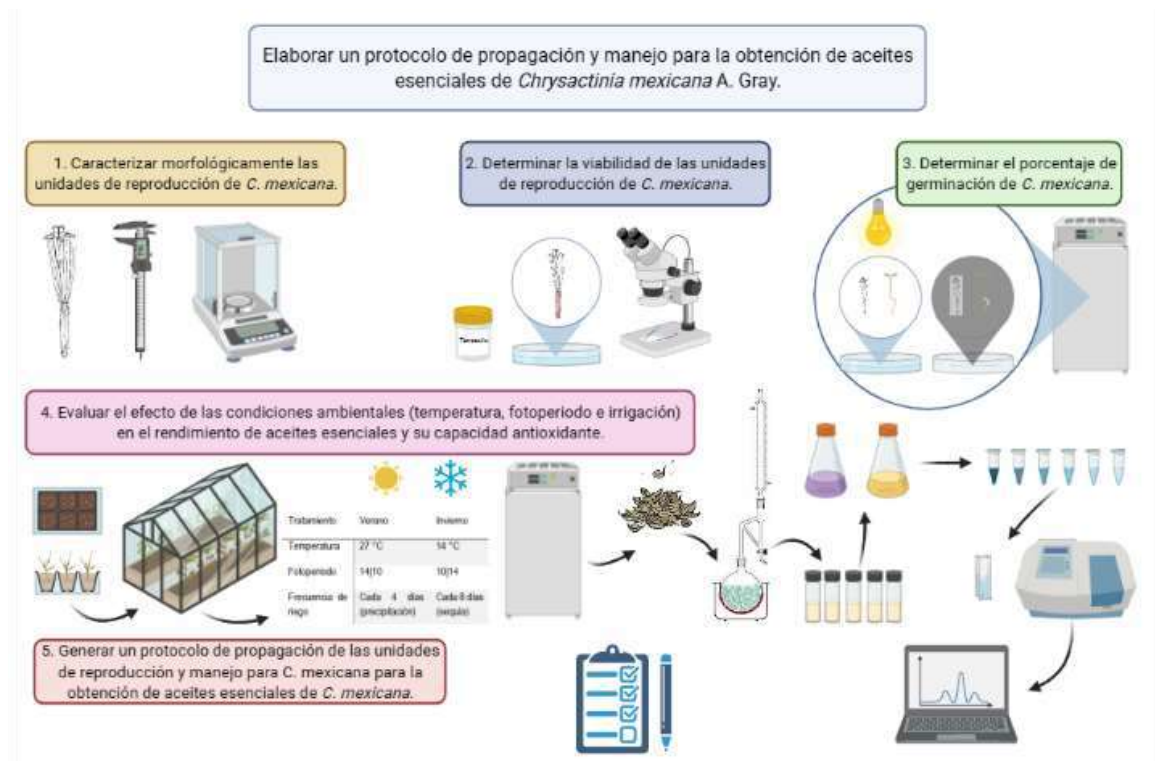 Elaborar un protocolo de propagación y manejo para la obtención de aceites
esenciales de Chrysactinia mexicana A. Gray.
1. Caracterizar morfológicamente las
unidades de reproducción de C. mexicana.
2. Determinar la viabilidad de las unidades
de reproducción de C. mexicana.
3. Determinar el porcentaje de
germinación de C. mexicana.
4. Evaluar el efecto de las condiciones ambientales (temperatura, fotoperiodo e irrigación)
en el rendimiento de aceites esenciales y su capacidad antioxidante.
Tratamiento Verano Invierno
Temperatura 27 °C 14 °C
Fotoperiodo 14|10 10|14
Frecuencia de Cada 4 días Cada 8 días
riego (precipitación) (sequía)
5. Generar un protocolo de propagación de las unidades
de reproducción y manejo para C. mexicana para la
obtención de aceites esenciales de C. mexicana.